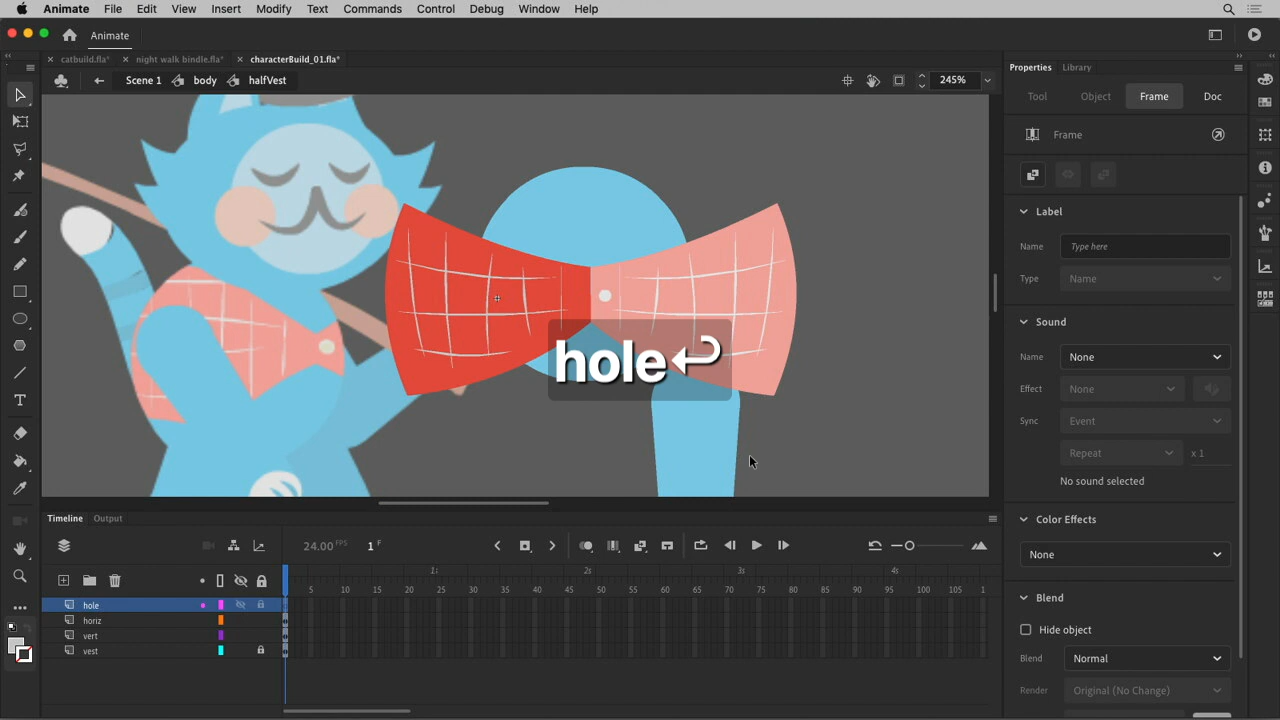 Animate File Edit View Insert Modify Text Commands Control Debug Window Help
Animate
catbuild.fla* night walk bindle.fla* characterBuild_01.fla*
Scene 1 body halfVest 245%
Properties Library
Tool Object Frame Doc
Frame
Label
Name Type here
Type Name
Sound
Name None
Effect None
Sync Event
Repeat x 1
No sound selected
Color Effects
None
Blend
Hide object
Blend Normal
Render Original (No Change)
hole↩
Timeline Output
24.00 FPS 1 F
1s 2s 3s 4s
5 10 15 20 25 30 35 40 45 50 55 60 65 70 75 80 85 90 95 100 105 1
hole
horiz
vert
vest